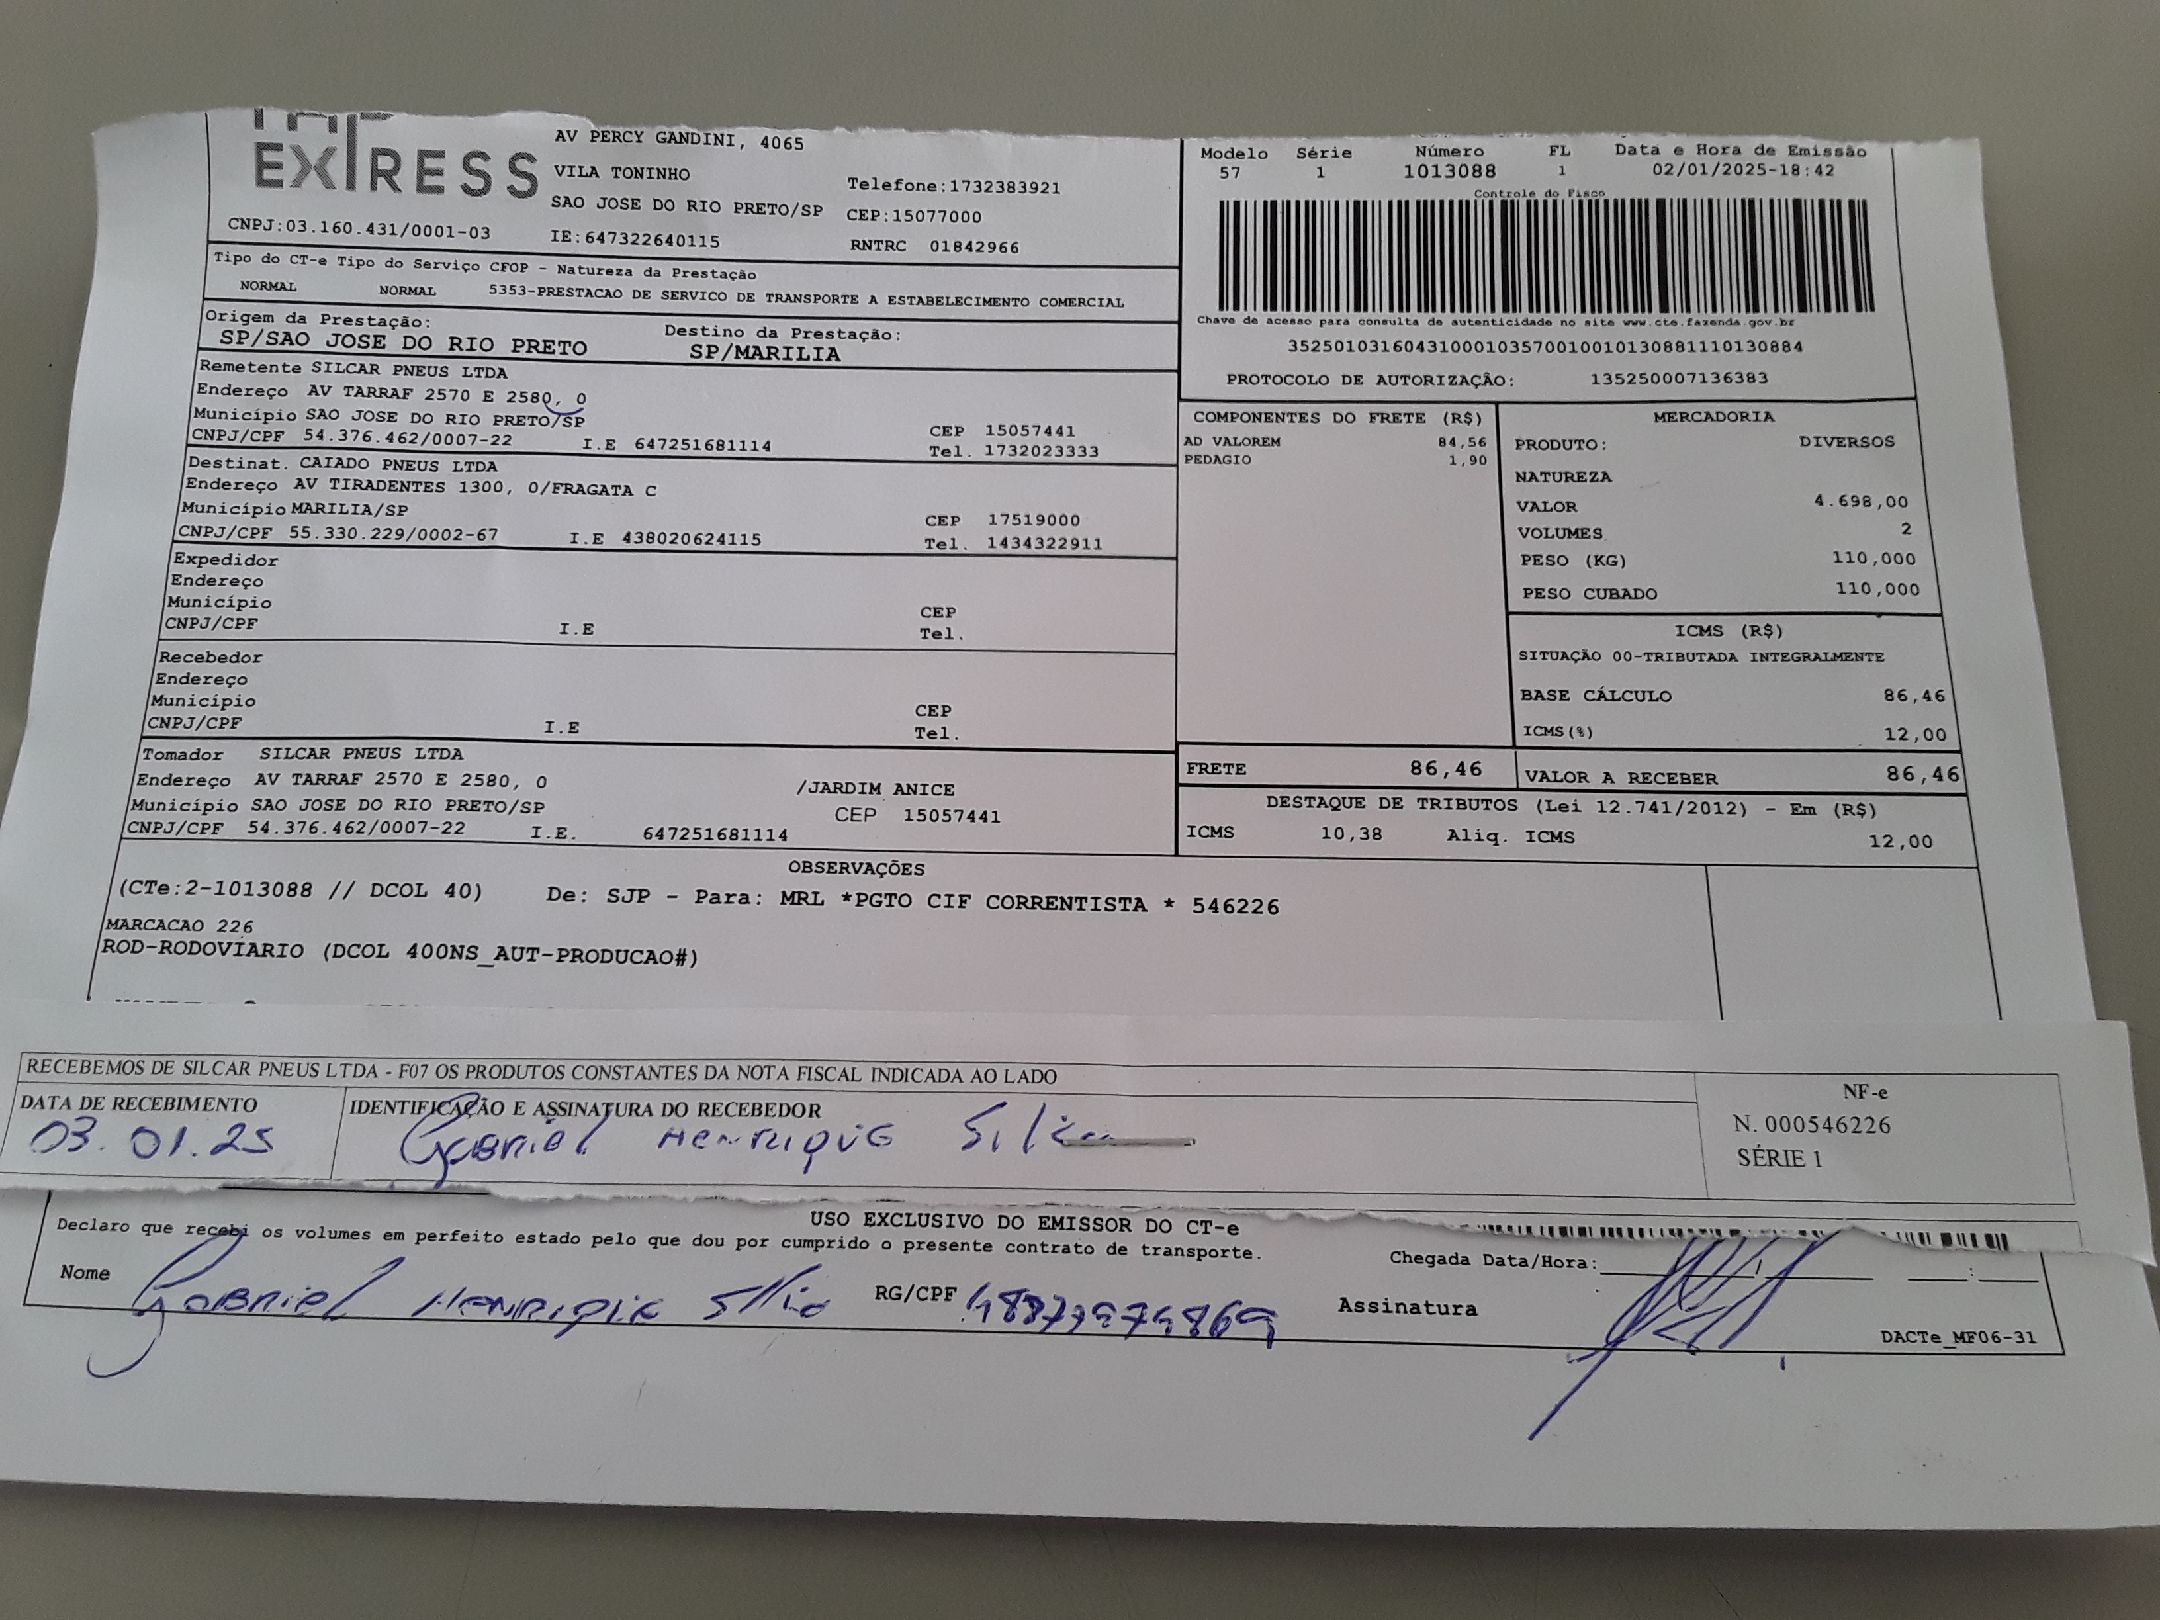 EXPRESS
AV PERCY GANDINI, 4065
VILA TONINHO
Telefone:1732383921
SAO JOSE DO RIO PRETO/SP CEP:15077000
CNPJ:03.160.431/0001-03 IE:647322640115 RNTRC 01842966
Tipo do CT-e Tipo do Serviço CFOP - Natureza da Prestação
NORMAL NORMAL 5353-PRESTACAO DE SERVICO DE TRANSPORTE A ESTABELECIMENTO COMERCIAL
Origem da Prestação: Destino da Prestação:
SP/SAO JOSE DO RIO PRETO SP/MARILIA
Remetente SILCAR PNEUS LTDA
Endereço AV TARRAF 2570 E 2580, 0
Município SAO JOSE DO RIO PRETO/SP CEP 15057441
CNPJ/CPF 54.376.462/0007-22 I.E 647251681114 Tel. 1732023333
Destinat. CAIADO PNEUS LTDA
Endereço AV TIRADENTES 1300, 0/FRAGATA C
Município MARILIA/SP CEP 17519000
CNPJ/CPF 55.330.229/0002-67 I.E 438020624115 Tel. 1434322911
Expedidor
Endereço
Município CEP
CNPJ/CPF I.E Tel.
Recebedor
Endereço
Município CEP
CNPJ/CPF I.E Tel.
Tomador SILCAR PNEUS LTDA
Endereço AV TARRAF 2570 E 2580, 0 /JARDIM ANICE
Município SAO JOSE DO RIO PRETO/SP CEP 15057441
CNPJ/CPF 54.376.462/0007-22 I.E. 647251681114
Modelo Série Número FL Data e Hora de Emissão
57 1 1013088 1 02/01/2025-18:42
Controle do Fisco
Chave de acesso para consulta de autenticidade no site www.cte.fazenda.gov.br
35250103160431000103570010010130881110130884
PROTOCOLO DE AUTORIZAÇÃO: 135250007136383
COMPONENTES DO FRETE (R$)
AD VALOREM 84,56
PEDAGIO 1,90
MERCADORIA
PRODUTO: DIVERSOS
NATUREZA
VALOR 4.698,00
VOLUMES 2
PESO (KG) 110,000
PESO CUBADO 110,000
ICMS (R$)
SITUAÇÃO 00-TRIBUTADA INTEGRALMENTE
BASE CÁLCULO 86,46
ICMS(%) 12,00
FRETE 86,46 VALOR A RECEBER 86,46
DESTAQUE DE TRIBUTOS (Lei 12.741/2012) - Em (R$)
ICMS 10,38 Aliq. ICMS 12,00
OBSERVAÇÕES
(CTe:2-1013088 // DCOL 40) De: SJP - Para: MRL *PGTO CIF CORRENTISTA * 546226
MARCACAO 226
ROD-RODOVIARIO (DCOL 400NS_AUT-PRODUCAO#)
RECEBEMOS DE SILCAR PNEUS LTDA - F07 OS PRODUTOS CONSTANTES DA NOTA FISCAL INDICADA AO LADO
DATA DE RECEBIMENTO IDENTIFICAÇÃO E ASSINATURA DO RECEBEDOR
03.01.25 Gabriel Henrique
NF-e
N. 000546226
SÉRIE 1
USO EXCLUSIVO DO EMISSOR DO CT-e
Declaro que recebi os volumes em perfeito estado pelo que dou por cumprido o presente contrato de transporte.
Chegada Data/Hora: / :
Nome Gabriel Henrique RG/CPF Assinatura
DACTe_MF06-31